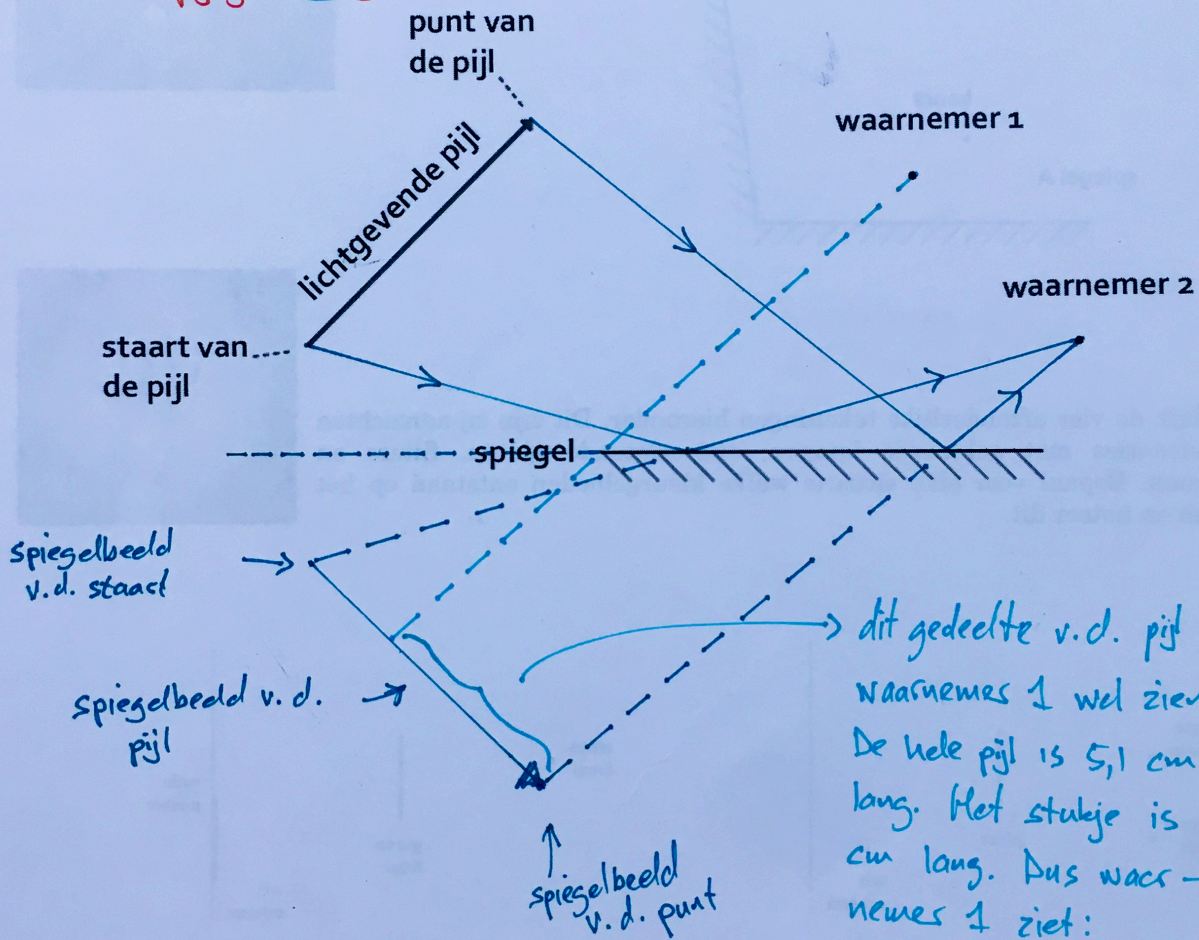 punt van
de pijl
waarnemer 1
lichtgevende pijl
waarnemer 2
staart van
de pijl
spiegel
spiegelbeeld
v.d. staart
spiegelbeeld v.d.
pijl
spiegelbeeld
v.d. punt
dit gedeelte v.d. pijl
waarnemer 1 wel zien
De hele pijl is 5,1 cm
lang. Het stukje is
cm lang. Dus waar-
nemer 1 ziet: